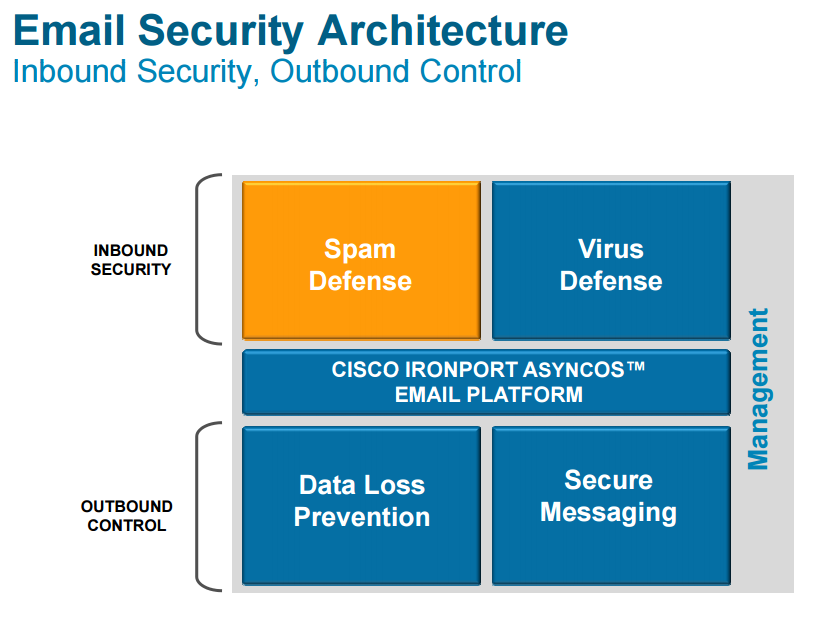 Email Security Architecture
Inbound Security, Outbound Control
INBOUND
SECURITY
Spam
Defense
Virus
Defense
CISCO IRONPORT ASYNCOS™
EMAIL PLATFORM
Management
OUTBOUND
CONTROL
Data Loss
Prevention
Secure
Messaging